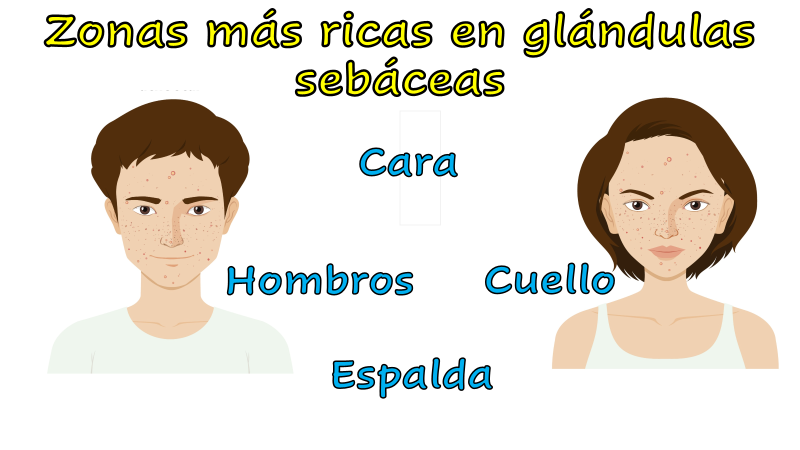 Zonas más ricas en glándulas
sebáceas
Cara
Hombros
Cuello
Espalda